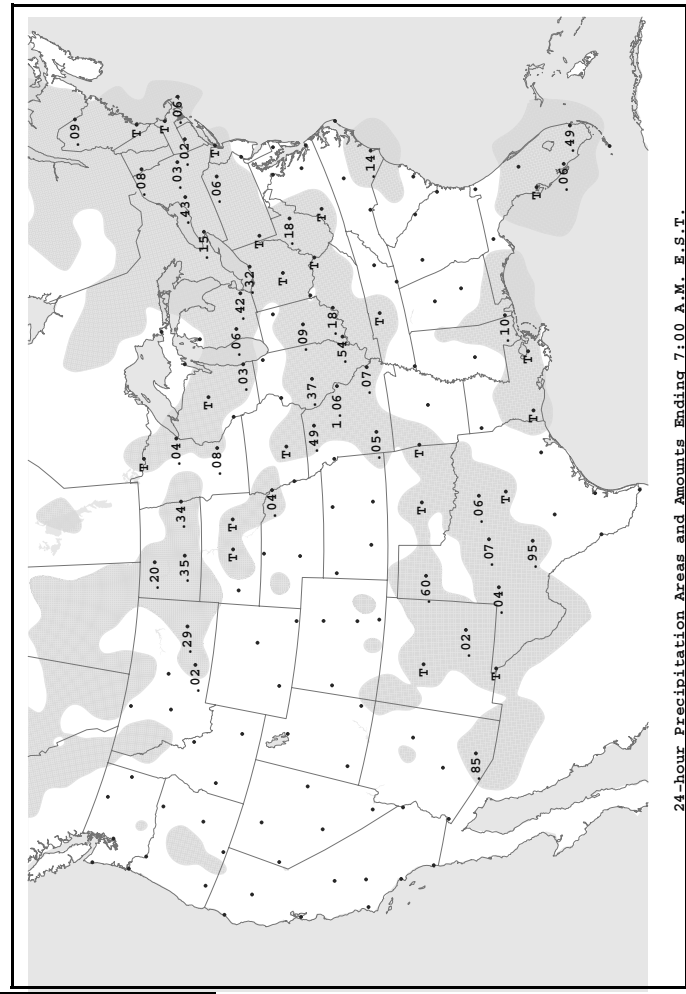 .09
T
.08
T
.20
T
.04
.03
.06
.34
.02
.35
.43
.29
.02
.15
T
T
.06
.08
T
T
.06
.42
.03
.32
T
.04
T
T
.18
.09
.37
.49
T
T
.18
1.06
.54
.07
.14
.05
T
T
T
T
.60
.02
.85
.06
.07
T
.04
.10
T
T
.95
T
T
.06
.49
24-hour Precipitation Areas and Amounts Ending 7:00 A.M. E.S.T.